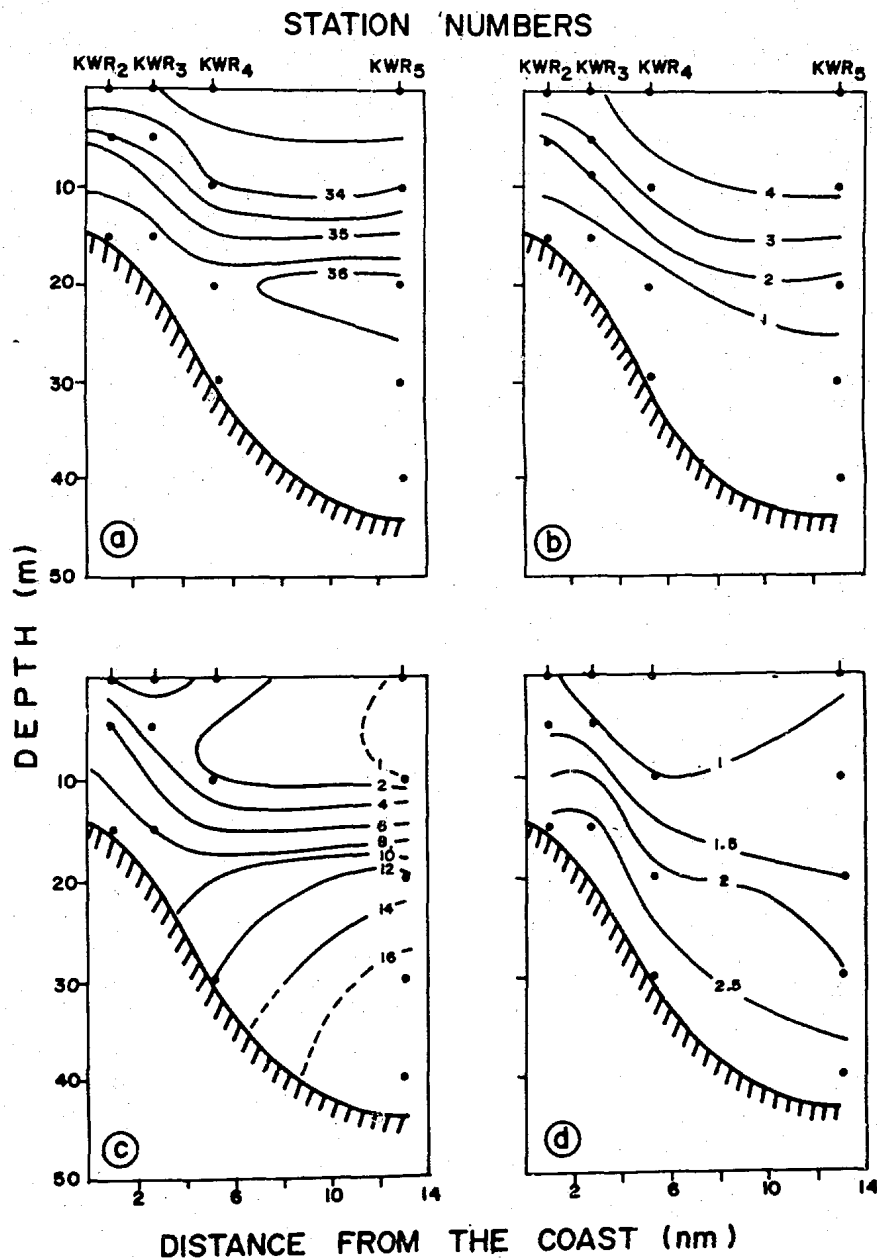 STATION NUMBERS
KWR2 KWR3 KWR4 KWR5
KWR2 KWR3 KWR4 KWR5
10
20
30
40
50
34
35
36
a
4
3
2
1
b
DEPTH (m)
10
20
30
40
50
1
2
4
6
8
10
12
14
16
c
2 6 10 14
1
1.5
2
2.5
d
2 6 10 14
DISTANCE FROM THE COAST (nm)